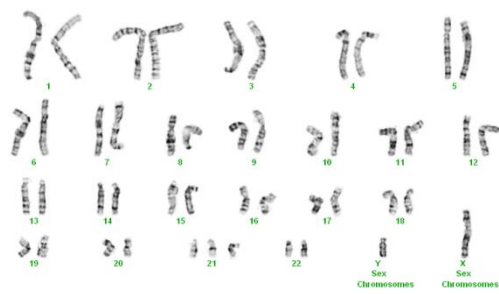 1 2 3 4 5
6 7 8 9 10 11 12
13 14 15 16 17 18
19 20 21 22 Y X
Sex Sex
Chromosomes Chromosomes